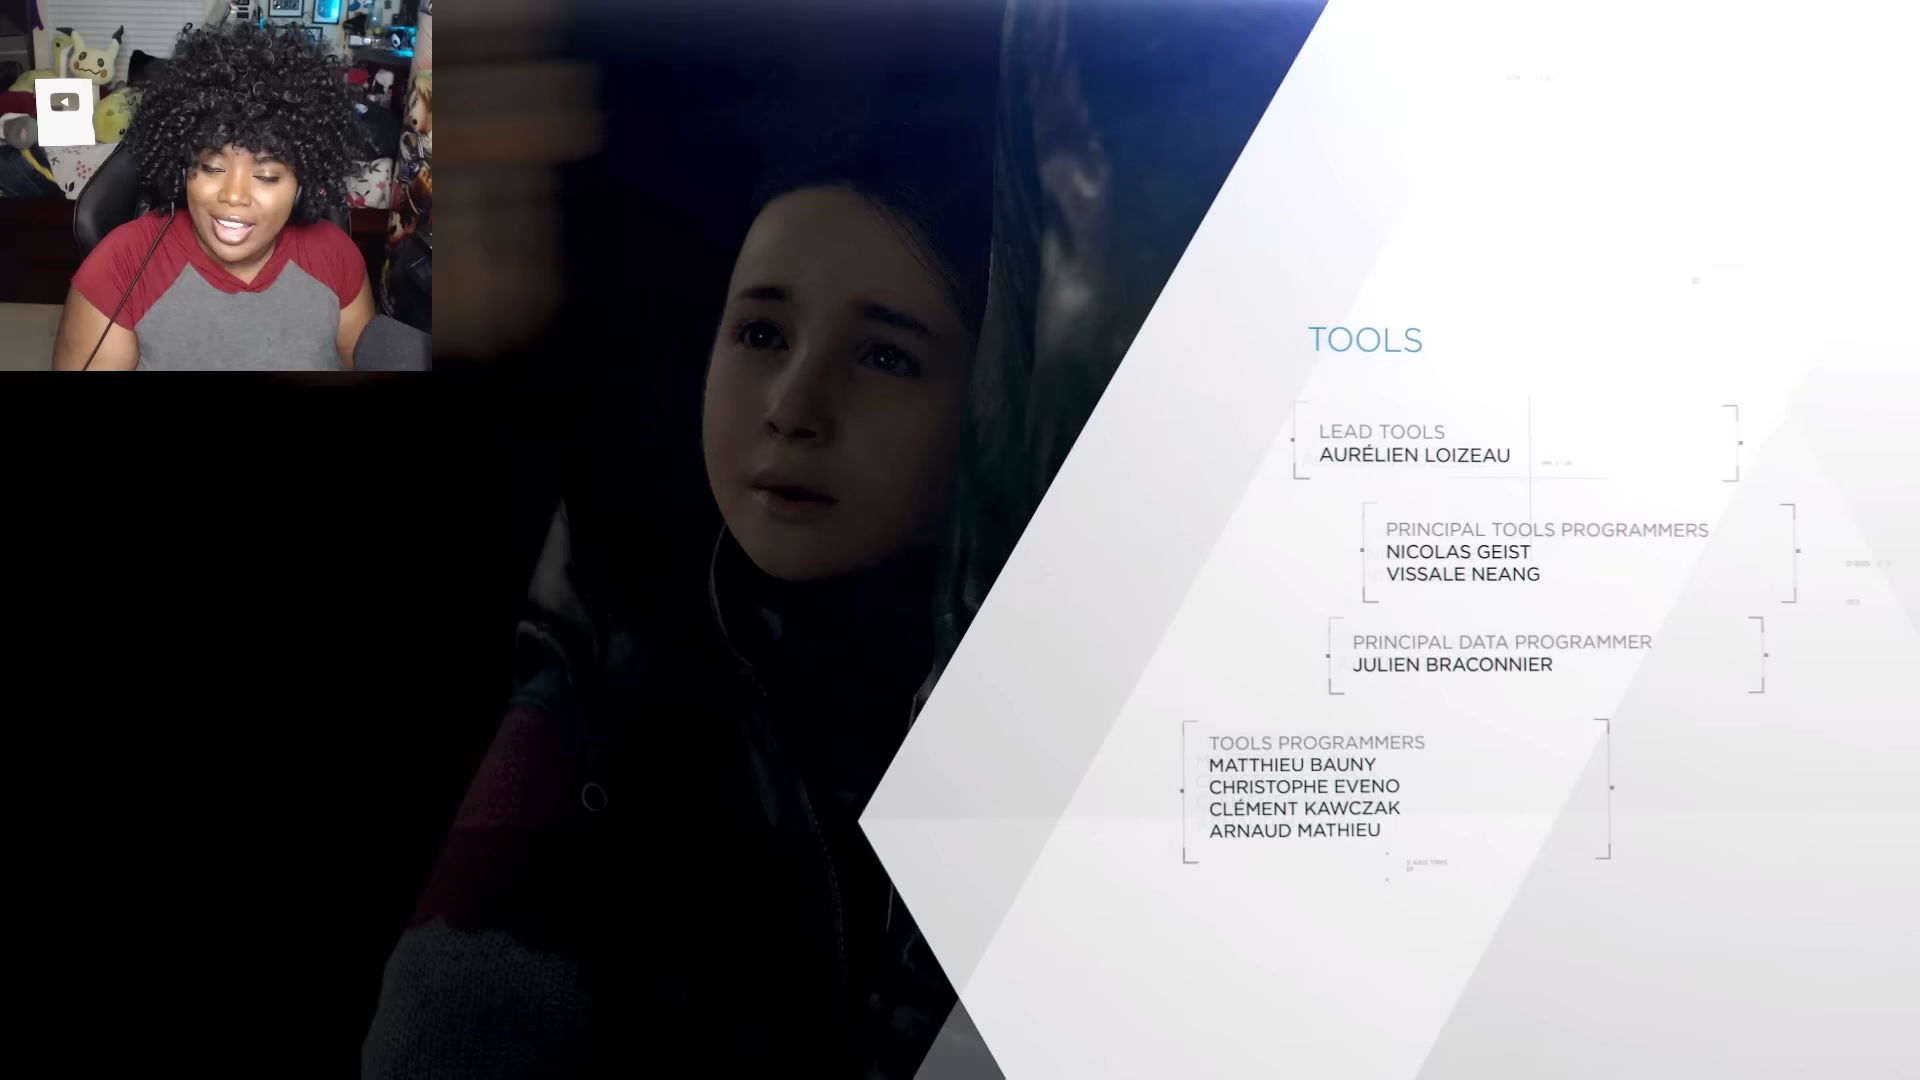 TOOLS
LEAD TOOLS
AURÉLIEN LOIZEAU
PRINCIPAL TOOLS PROGRAMMERS
NICOLAS GEIST
VISSALE NEANG
PRINCIPAL DATA PROGRAMMER
JULIEN BRACONNIER
TOOLS PROGRAMMERS
MATTHIEU BAUNY
CHRISTOPHE EVENO
CLÉMENT KAWCZAK
ARNAUD MATHIEU